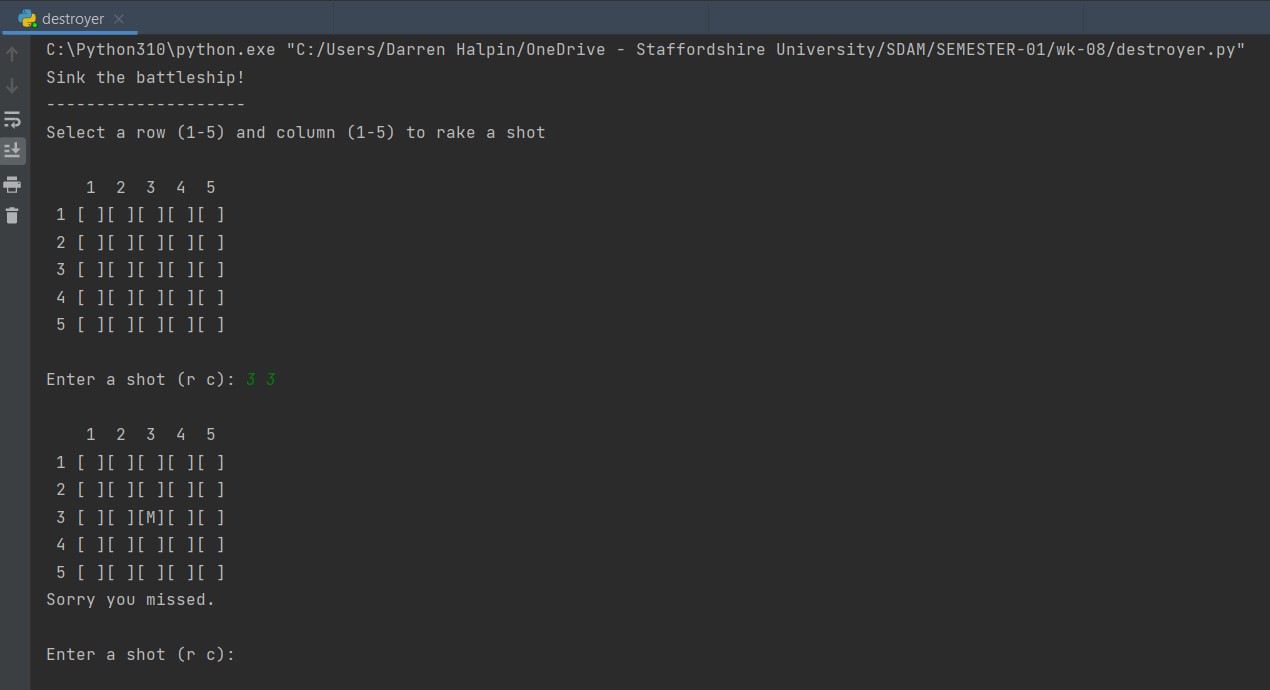 destroyer
C:\Python310\python.exe "C:/Users/Darren Halpin/OneDrive - Staffordshire University/SDAM/SEMESTER-01/wk-08/destroyer.py"
Sink the battleship!
--------------------
Select a row (1-5) and column (1-5) to rake a shot
    1  2  3  4  5
 1 [ ][ ][ ][ ][ ]
 2 [ ][ ][ ][ ][ ]
 3 [ ][ ][ ][ ][ ]
 4 [ ][ ][ ][ ][ ]
 5 [ ][ ][ ][ ][ ]
Enter a shot (r c): 3 3
    1  2  3  4  5
 1 [ ][ ][ ][ ][ ]
 2 [ ][ ][ ][ ][ ]
 3 [ ][ ][M][ ][ ]
 4 [ ][ ][ ][ ][ ]
 5 [ ][ ][ ][ ][ ]
Sorry you missed.
Enter a shot (r c):